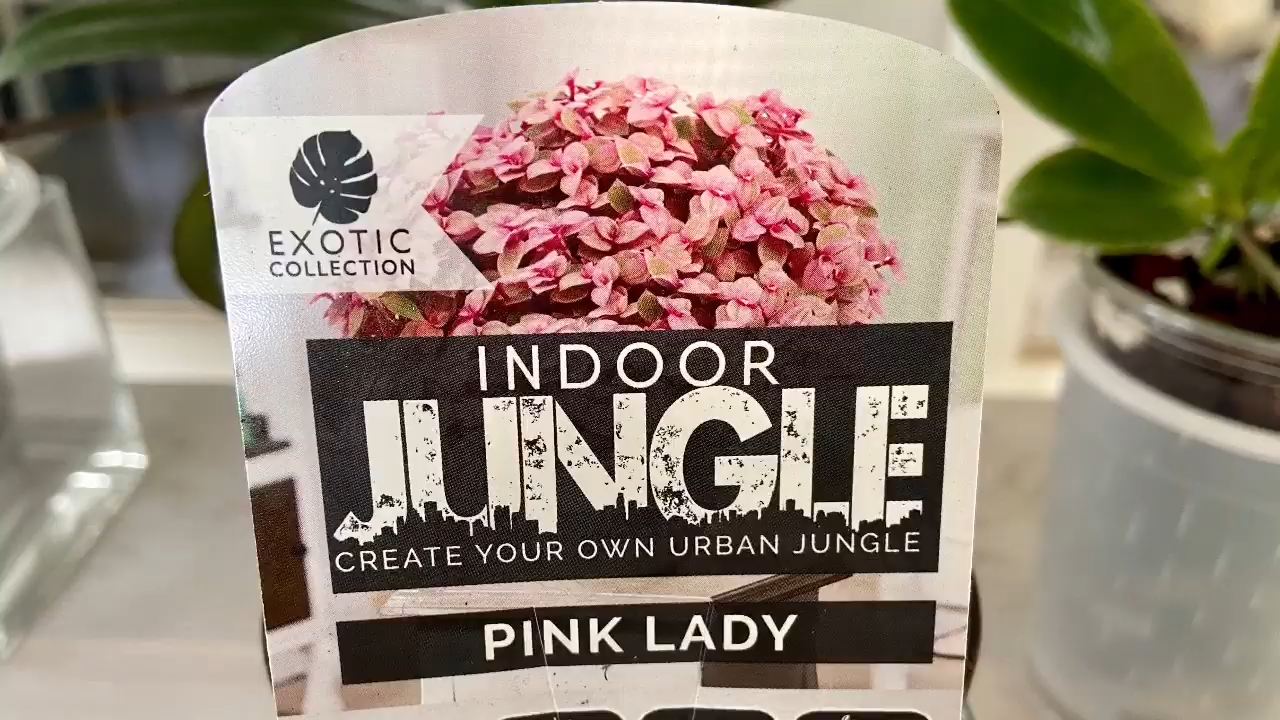 EXOTIC
COLLECTION
INDOOR
JUNGLE
CREATE YOUR OWN URBAN JUNGLE
PINK LADY